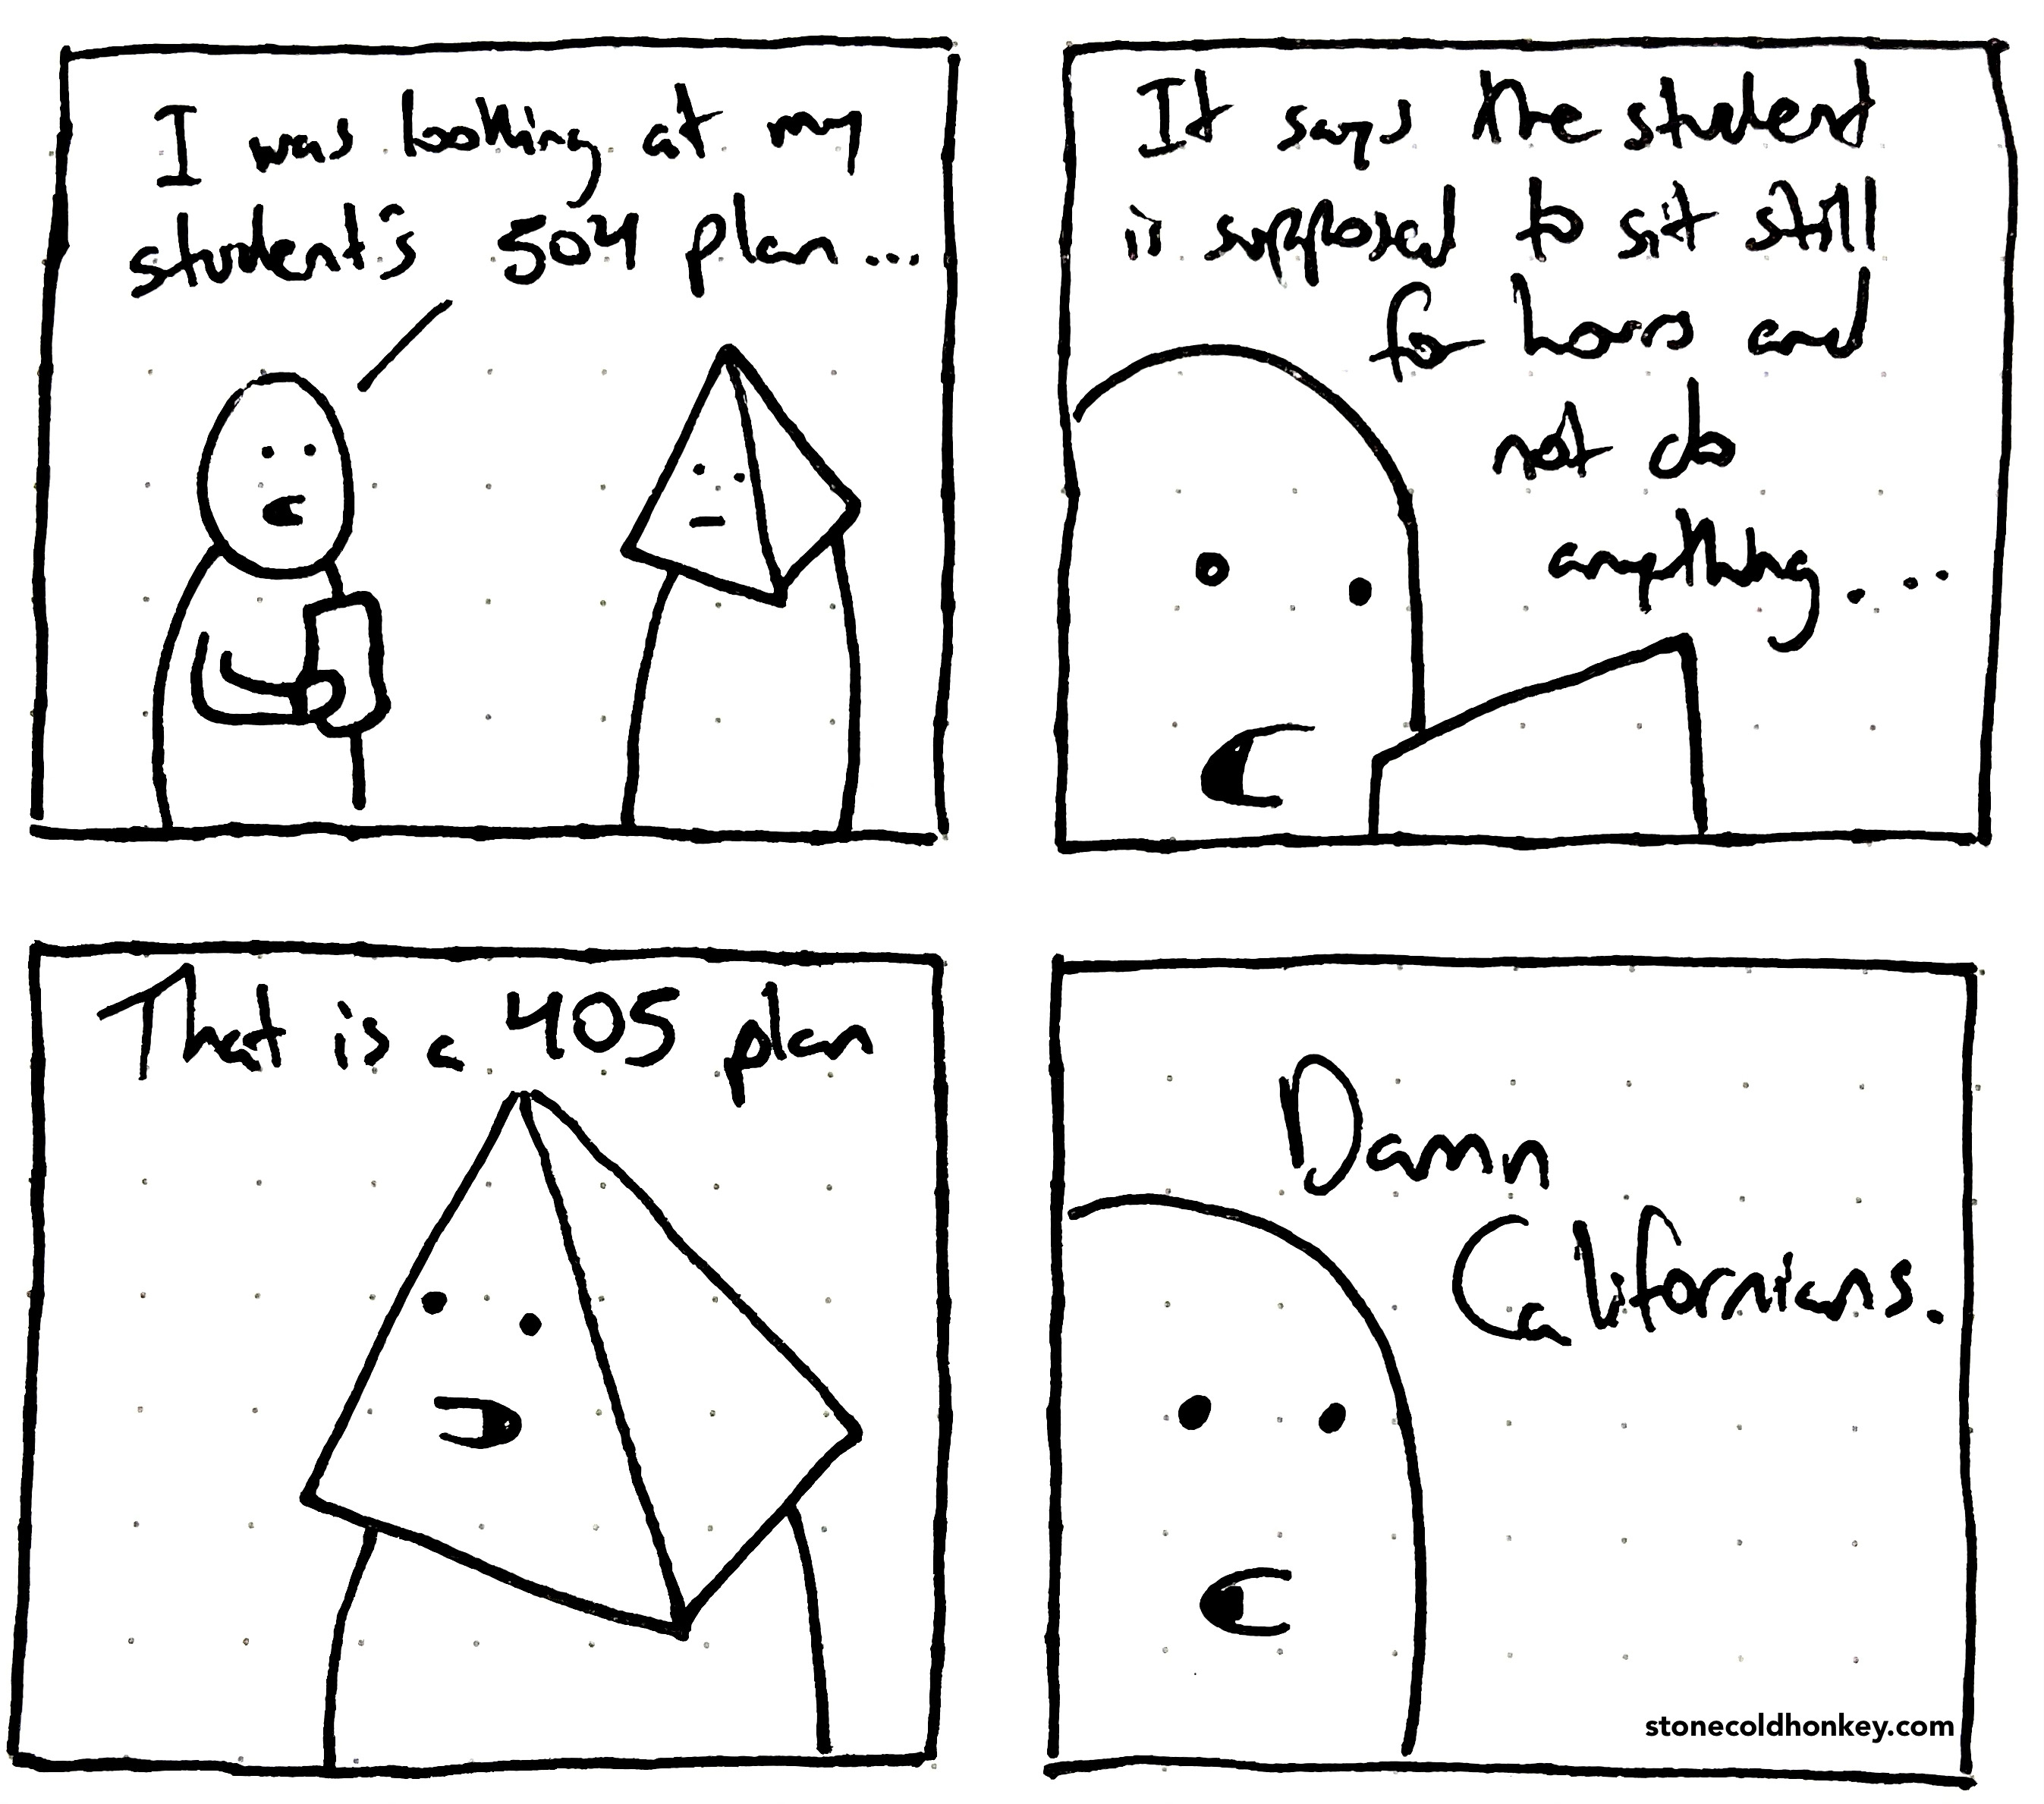 I was looking at my
student's 504 plan...
It says the student
is supposed to sit still
for hours and
not do
anything...
That is a 405 plan
Damn
Californians.
stonecoldhonkey.com